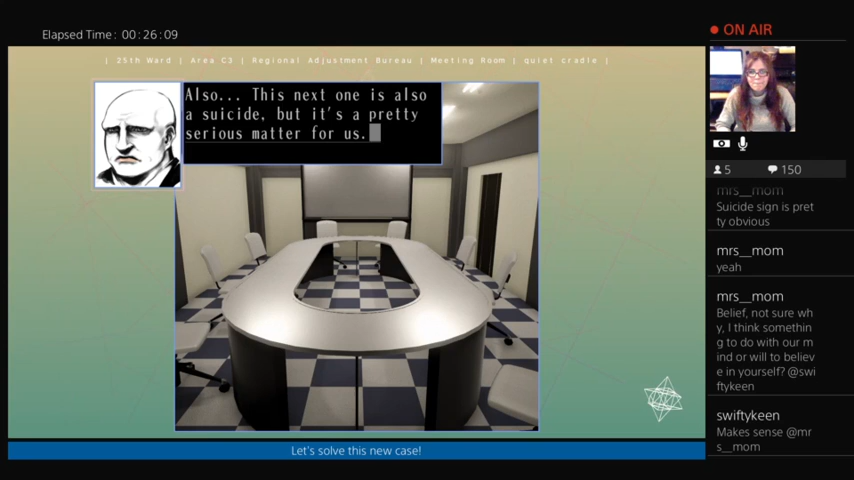 Elapsed Time: 00:26:09
ON AIR
| 25th Ward | Area C3 | Regional Adjustment Bureau | Meeting Room | quiet cradle |
Also... This next one is also
a suicide, but it's a pretty
serious matter for us.
5
150
mrs__mom
Suicide sign is pret
ty obvious
mrs__mom
yeah
mrs__mom
Belief, not sure wh
y, I think somethin
g to do with our m
ind or will to believ
e in yourself? @swi
ftykeen
swiftykeen
Makes sense @mr
s__mom
Let's solve this new case!